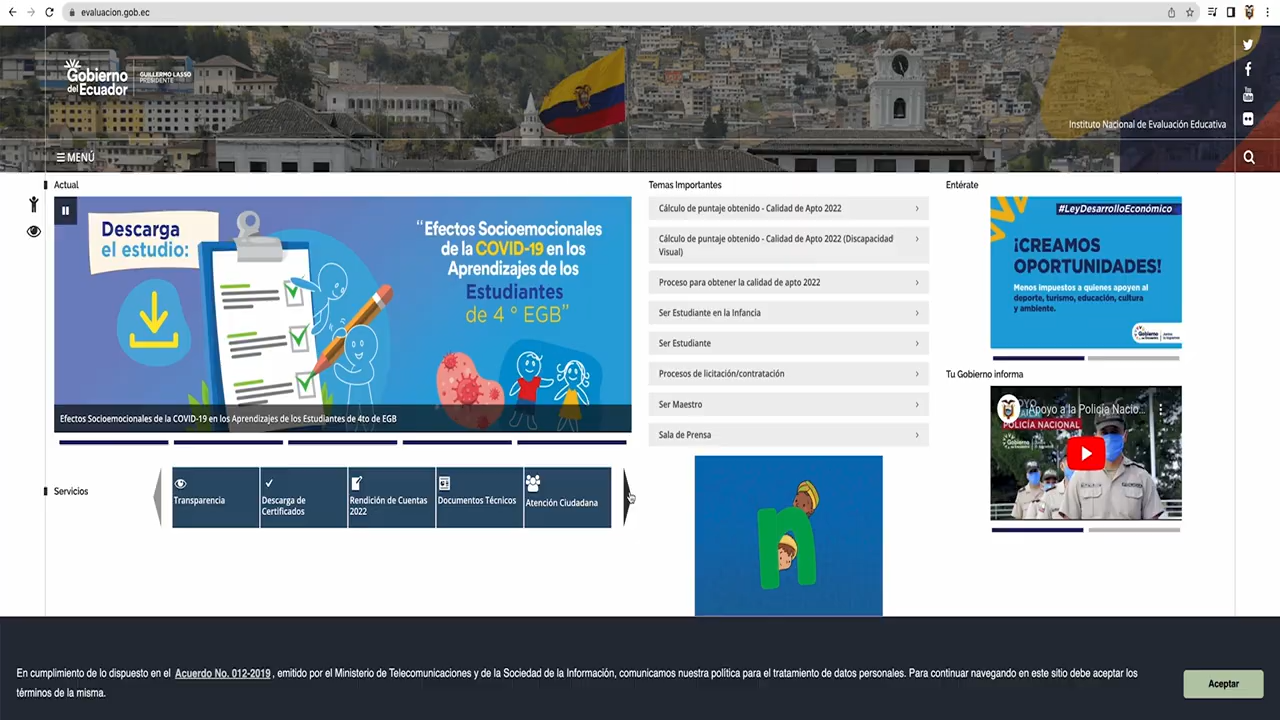 evaluacion.gob.ec
Gobierno
del Ecuador
GUILLERMO LASSO
PRESIDENTE
Instituto Nacional de Evaluación Educativa
MENÚ
Actual
Descarga
el estudio:
“Efectos Socioemocionales
de la COVID-19 en los
Aprendizajes de los
Estudiantes
de 4 ° EGB”
Efectos Socioemocionales de la COVID-19 en los Aprendizajes de los Estudiantes de 4to de EGB
Servicios
Transparencia
Descarga de
Certificados
Rendición de Cuentas
2022
Documentos Técnicos
Atención Ciudadana
Temas Importantes
Cálculo de puntaje obtenido - Calidad de Apto 2022
Cálculo de puntaje obtenido - Calidad de Apto 2022 (Discapacidad
Visual)
Proceso para obtener la calidad de apto 2022
Ser Estudiante en la Infancia
Ser Estudiante
Procesos de licitación/contratación
Ser Maestro
Sala de Prensa
n
Entérate
#LeyDesarrolloEconómico
¡CREAMOS
OPORTUNIDADES!
Menos impuestos a quienes apoyen al
deporte, turismo, educación, cultura
y ambiente.
Tu Gobierno informa
Apoyo a la Policía Nacio...
POLICÍA NACIONAL
En cumplimiento de lo dispuesto en el Acuerdo No. 012-2019 , emitido por el Ministerio de Telecomunicaciones y de la Sociedad de la Información, comunicamos nuestra política para el tratamiento de datos personales. Para continuar navegando en este sitio debe aceptar los
términos de la misma.
Aceptar